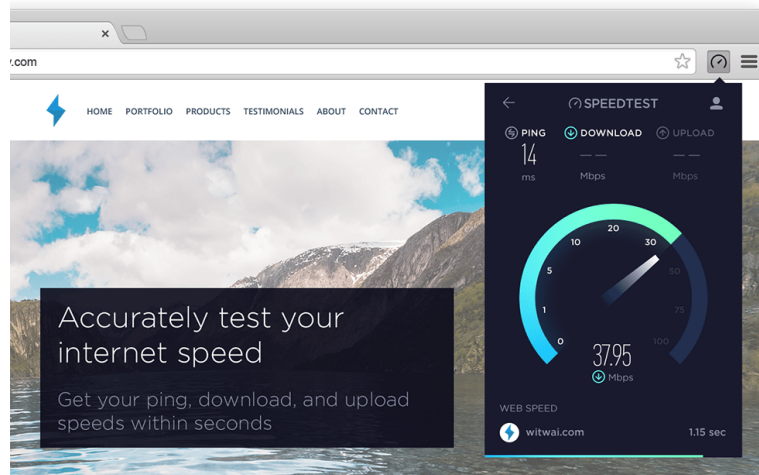 y.com
HOME PORTFOLIO PRODUCTS TESTIMONIALS ABOUT CONTACT
Accurately test your
internet speed
Get your ping, download, and upload
speeds within seconds
SPEEDTEST
PING DOWNLOAD UPLOAD
14
ms Mbps Mbps
0
1
5
10
20
30
50
75
100
37.95
Mbps
WEB SPEED
witwai.com 1.15 sec